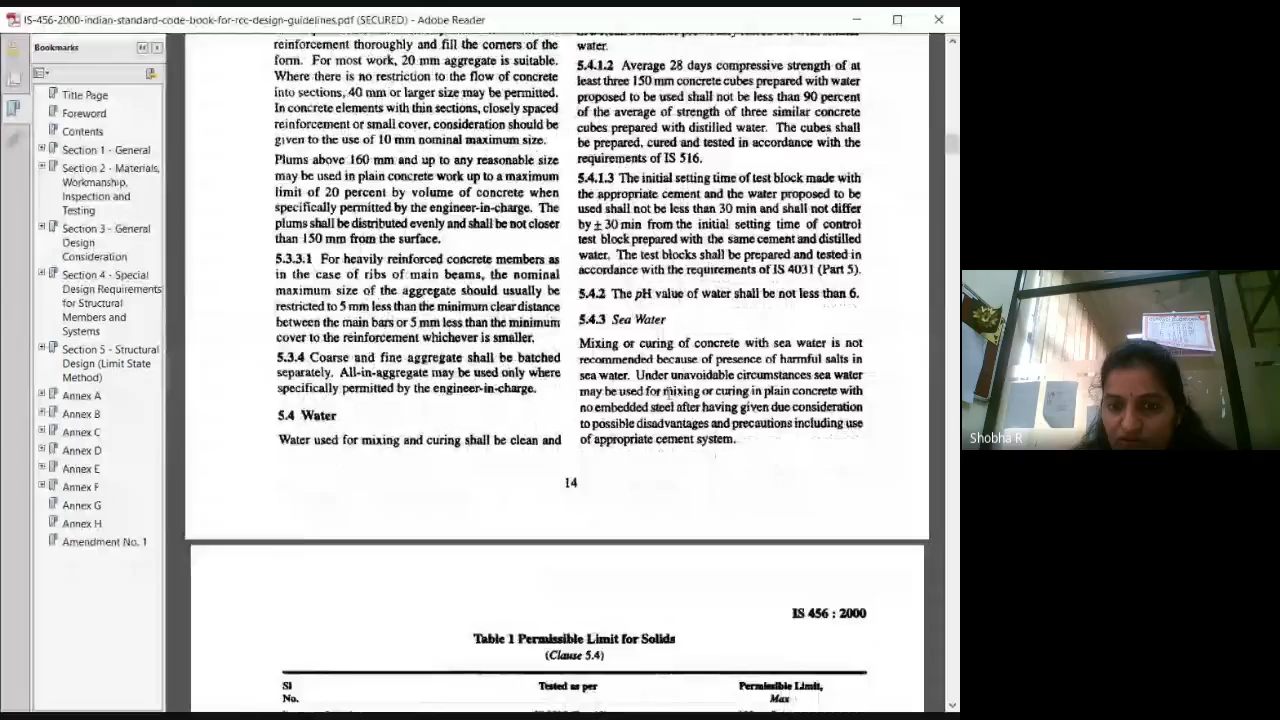 IS-456-2000-indian-standard-code-book-for-rcc-design-guidelines.pdf (SECURED) - Adobe Reader
Bookmarks
Title Page
Foreword
Contents
Section 1 - General
Section 2 - Materials,
Workmanship,
Inspection and
Testing
Section 3 - General
Design
Consideration
Section 4 - Special
Design Requirements
for Structural
Members and
Systems
Section 5 - Structural
Design (Limit State
Method)
Annex A
Annex B
Annex C
Annex D
Annex E
Annex F
Annex G
Annex H
Amendment No. 1
reinforcement thoroughly and fill the corners of the
form. For most work, 20 mm aggregate is suitable.
Where there is no restriction to the flow of concrete
into sections, 40 mm or larger size may be permitted.
In concrete elements with thin sections, closely spaced
reinforcement or small cover, consideration should be
given to the use of 10 mm nominal maximum size.
Plums above 160 mm and up to any reasonable size
may be used in plain concrete work up to a maximum
limit of 20 percent by volume of concrete when
specifically permitted by the engineer-in-charge. The
plums shall be distributed evenly and shall be not closer
than 150 mm from the surface.
5.3.3.1 For heavily reinforced concrete members as
in the case of ribs of main beams, the nominal
maximum size of the aggregate should usually be
restricted to 5 mm less than the minimum clear distance
between the main bars or 5 mm less than the minimum
cover to the reinforcement whichever is smaller.
5.3.4 Coarse and fine aggregate shall be batched
separately. All-in-aggregate may be used only where
specifically permitted by the engineer-in-charge.
5.4 Water
Water used for mixing and curing shall be clean and
water.
5.4.1.2 Average 28 days compressive strength of at
least three 150 mm concrete cubes prepared with water
proposed to be used shall not be less than 90 percent
of the average of strength of three similar concrete
cubes prepared with distilled water. The cubes shall
be prepared, cured and tested in accordance with the
requirements of IS 516.
5.4.1.3 The initial setting time of test block made with
the appropriate cement and the water proposed to be
used shall not be less than 30 min and shall not differ
by ± 30 min from the initial setting time of control
test block prepared with the same cement and distilled
water. The test blocks shall be prepared and tested in
accordance with the requirements of IS 4031 (Part 5).
5.4.2 The pH value of water shall be not less than 6.
5.4.3 Sea Water
Mixing or curing of concrete with sea water is not
recommended because of presence of harmful salts in
sea water. Under unavoidable circumstances sea water
may be used for mixing or curing in plain concrete with
no embedded steel after having given due consideration
to possible disadvantages and precautions including use
of appropriate cement system.
14
IS 456 : 2000
Table 1 Permissible Limit for Solids
(Clause 5.4)
Sl
No.
Tested as per
Permissible Limit,
Max
Shobha R